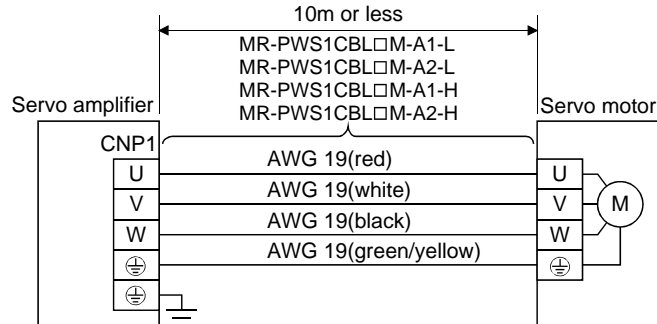 10m or less
MR-PWS1CBL□M-A1-L
MR-PWS1CBL□M-A2-L
MR-PWS1CBL□M-A1-H
MR-PWS1CBL□M-A2-H
Servo amplifier
Servo motor
CNP1
U
AWG 19(red)
U
V
AWG 19(white)
V
M
W
AWG 19(black)
W
AWG 19(green/yellow)